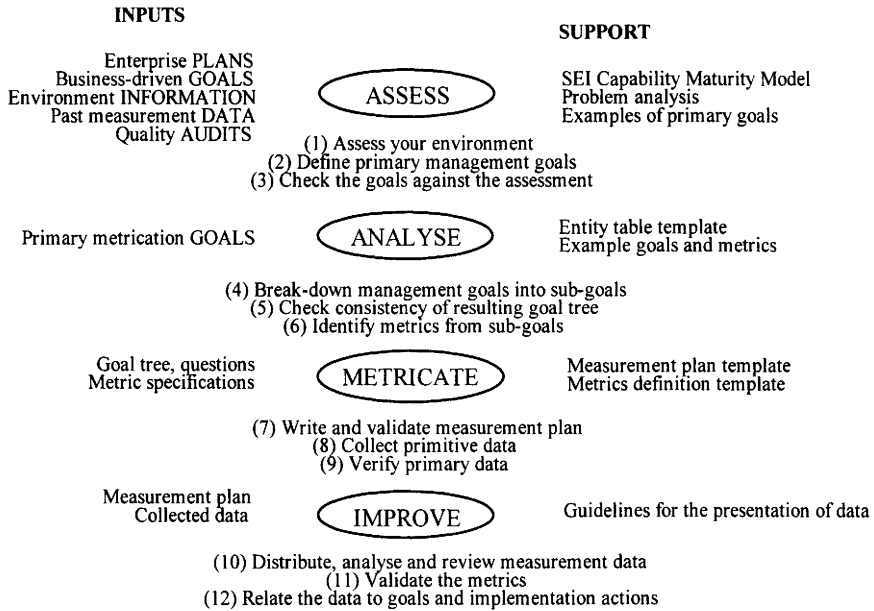 INPUTS
SUPPORT
Enterprise PLANS
Business-driven GOALS
Environment INFORMATION
Past measurement DATA
Quality AUDITS
ASSESS
SEI Capability Maturity Model
Problem analysis
Examples of primary goals
(1) Assess your environment
(2) Define primary management goals
(3) Check the goals against the assessment
Primary metrication GOALS
ANALYSE
Entity table template
Example goals and metrics
(4) Break-down management goals into sub-goals
(5) Check consistency of resulting goal tree
(6) Identify metrics from sub-goals
Goal tree, questions
Metric specifications
METRICATE
Measurement plan template
Metrics definition template
(7) Write and validate measurement plan
(8) Collect primitive data
(9) Verify primary data
Measurement plan
Collected data
IMPROVE
Guidelines for the presentation of data
(10) Distribute, analyse and review measurement data
(11) Validate the metrics
(12) Relate the data to goals and implementation actions